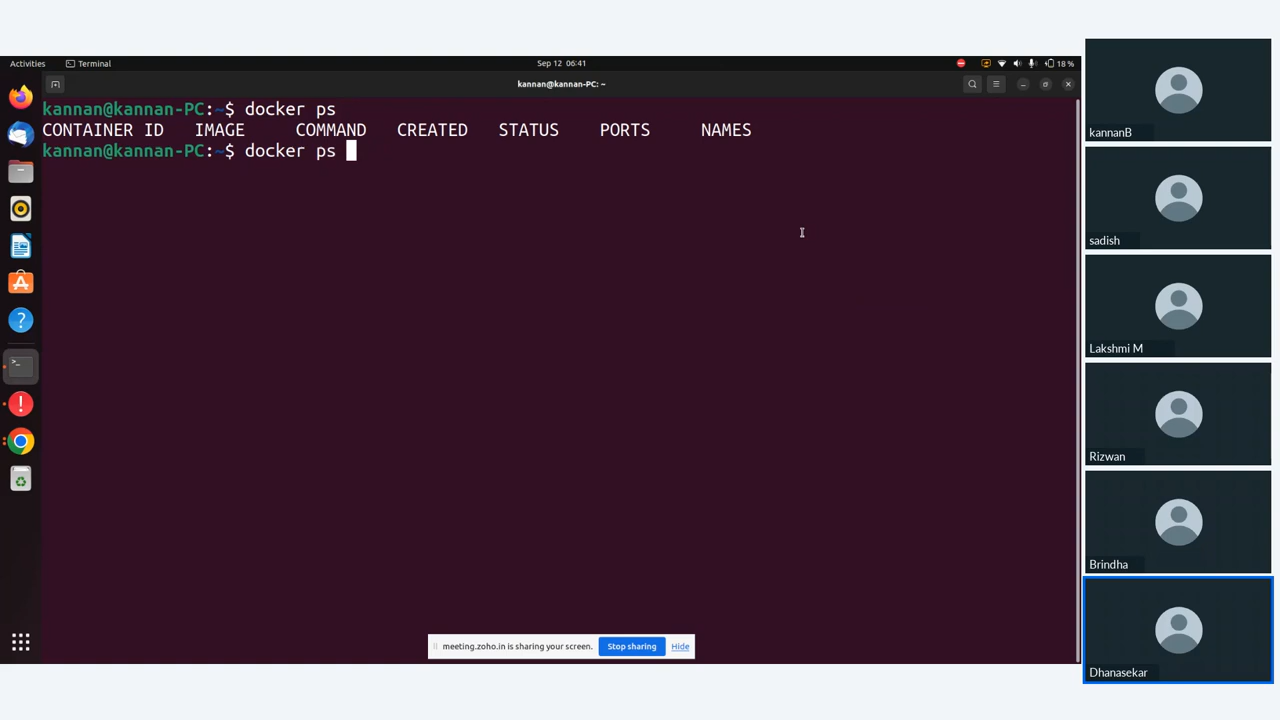 Activities
Terminal
Sep 12 06:41
18 %
kannan@kannan-PC: ~
kannan@kannan-PC:~$ docker ps
CONTAINER ID IMAGE COMMAND CREATED STATUS PORTS NAMES
kannan@kannan-PC:~$ docker ps
meeting.zoho.in is sharing your screen.
Stop sharing
Hide
kannanB
sadish
Lakshmi M
Rizwan
Brindha
Dhanasekar